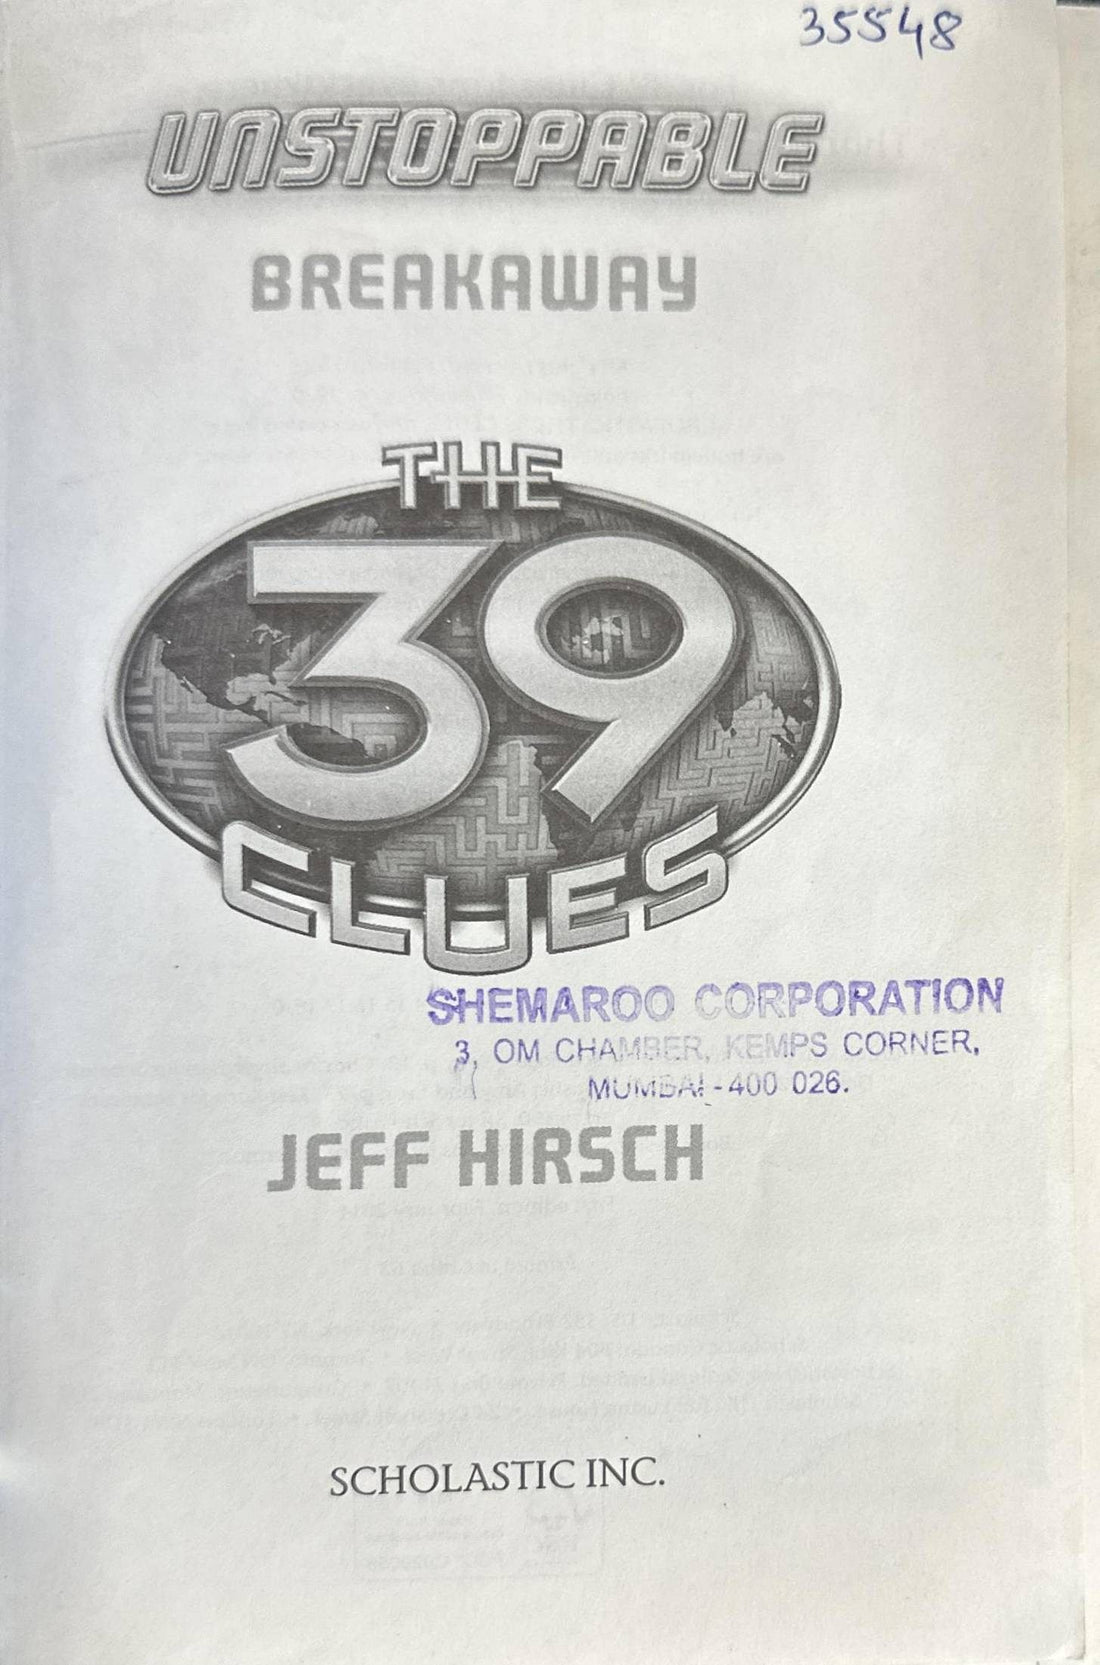 35548
UNSTOPPABLE
BREAKAWAY
THE
39
CLUES
SHEMAROO CORPORATION
3, OM CHAMBER, KEMPS CORNER,
MUMBAI - 400 026.
JEFF HIRSCH
SCHOLASTIC INC.